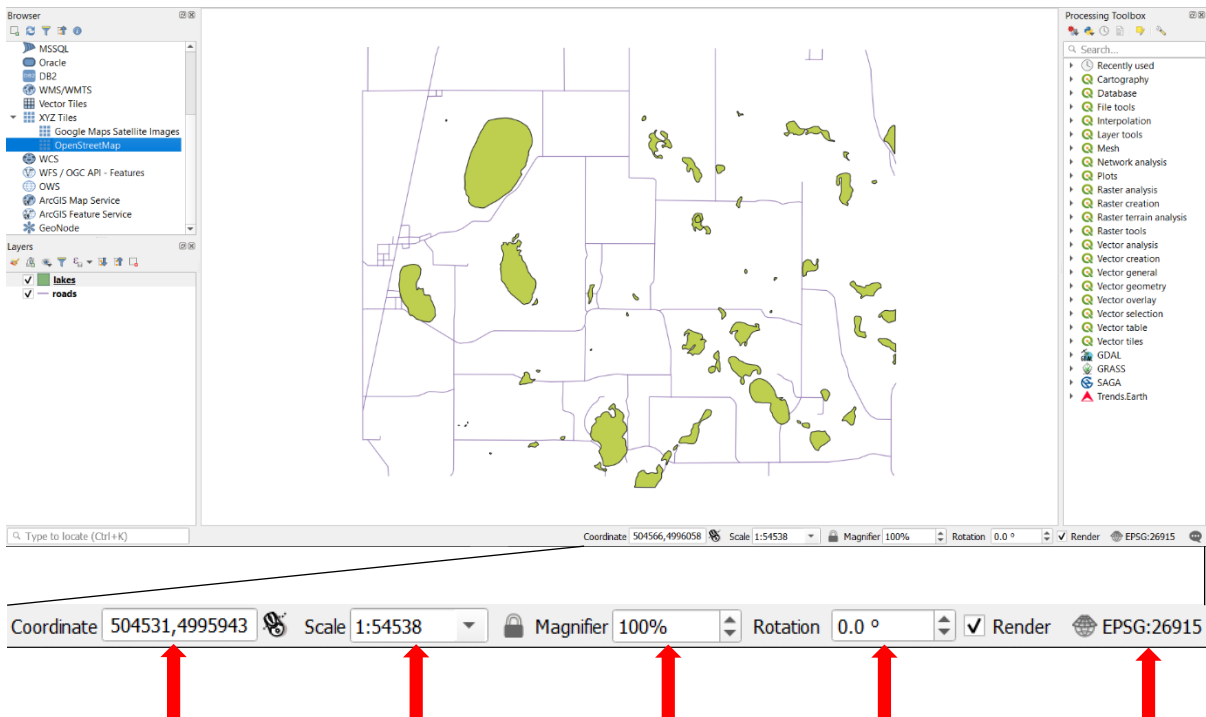 Browser
MSSQL
Oracle
DB2
WMS/WMTS
Vector Tiles
XYZ Tiles
Google Maps Satellite Images
OpenStreetMap
WCS
WFS / OGC API - Features
OWS
ArcGIS Map Service
ArcGIS Feature Service
GeoNode
Layers
lakes
roads
Processing Toolbox
Search...
Recently used
Cartography
Database
File tools
Interpolation
Layer tools
Mesh
Network analysis
Plots
Raster analysis
Raster creation
Raster terrain analysis
Raster tools
Vector analysis
Vector creation
Vector general
Vector geometry
Vector overlay
Vector selection
Vector table
Vector tiles
GDAL
GRASS
SAGA
Trends.Earth
Type to locate (Ctrl+K) Coordinate 504566,4996058 Scale 1:54538 Magnifier 100% Rotation 0.0 ° Render EPSG:26915
Coordinate 504531,4995943 Scale 1:54538 Magnifier 100% Rotation 0.0 ° Render EPSG:26915